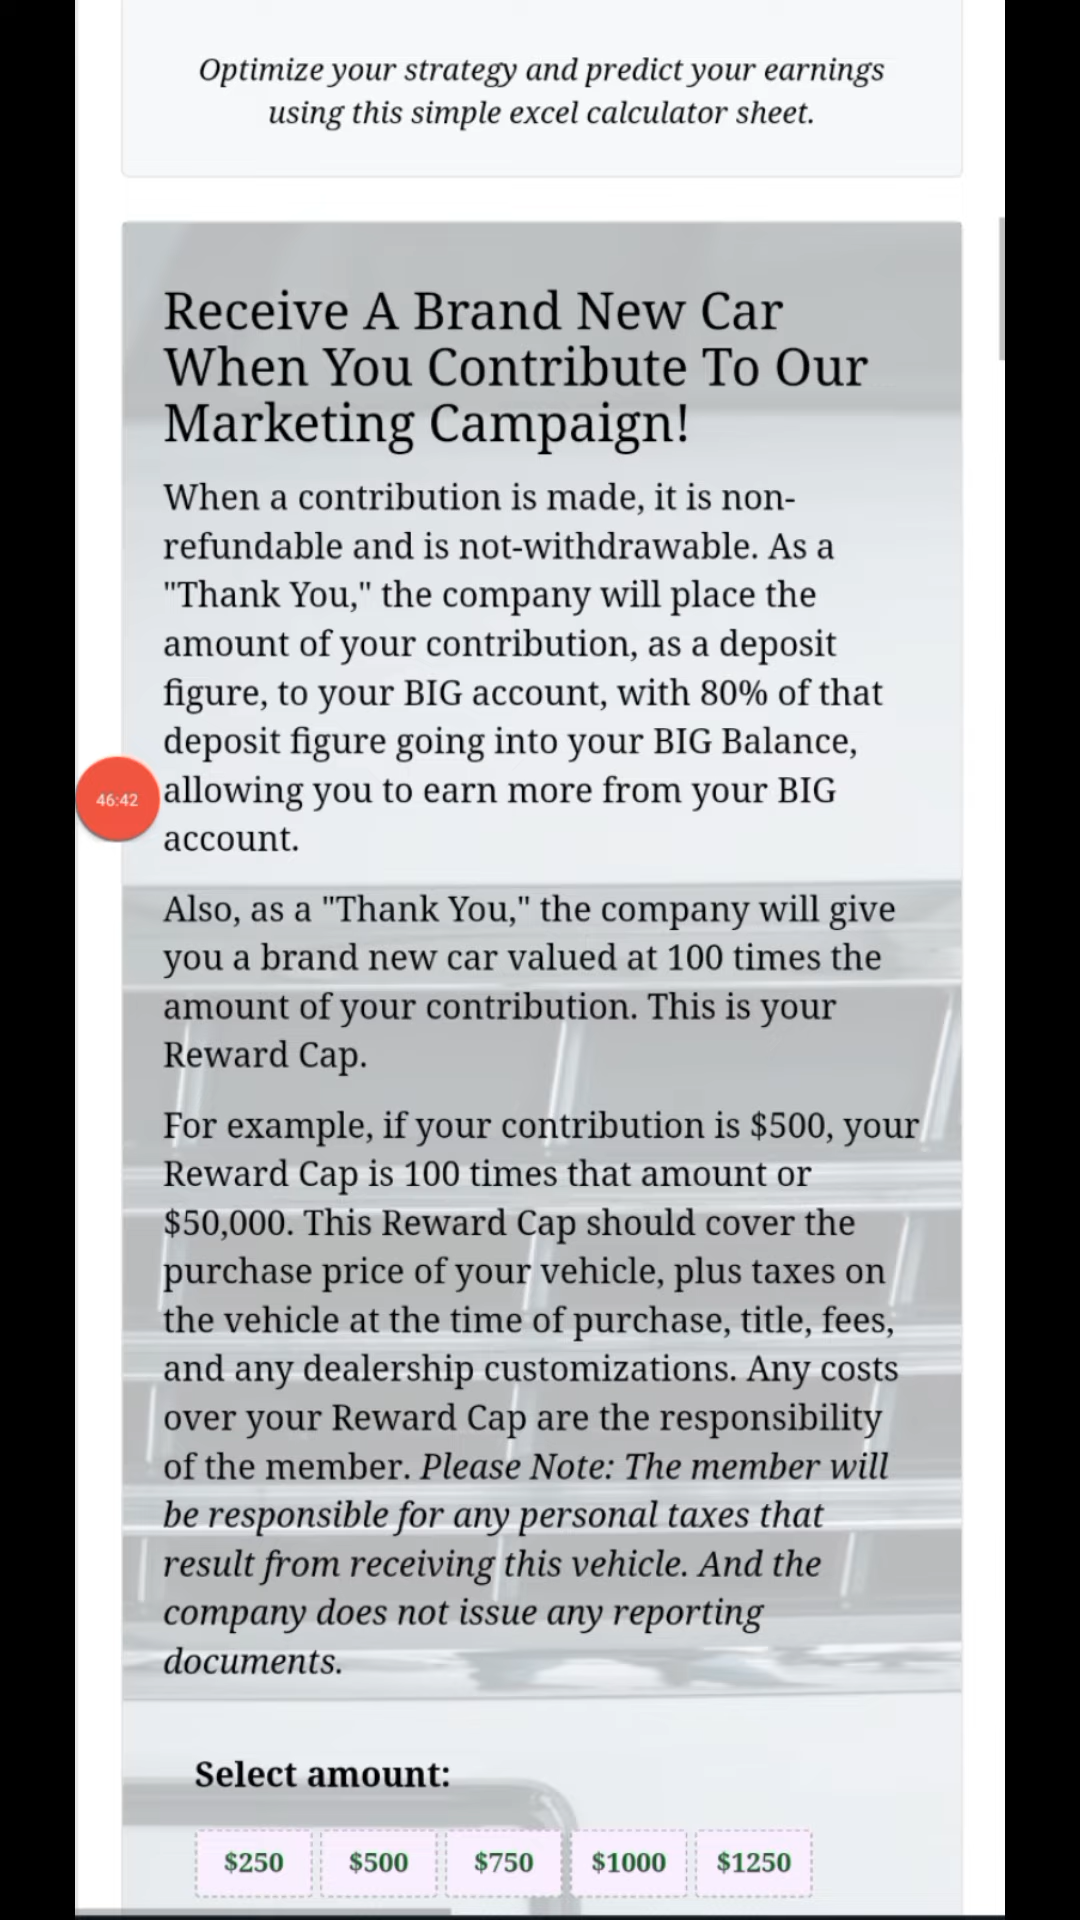 Optimize your strategy and predict your earnings
using this simple excel calculator sheet.
Receive A Brand New Car
When You Contribute To Our
Marketing Campaign!
When a contribution is made, it is non-
refundable and is not-withdrawable. As a
"Thank You," the company will place the
amount of your contribution, as a deposit
figure, to your BIG account, with 80% of that
deposit figure going into your BIG Balance,
46:42
allowing you to earn more from your BIG
account.
Also, as a "Thank You," the company will give
you a brand new car valued at 100 times the
amount of your contribution. This is your
Reward Cap.
For example, if your contribution is $500, your
Reward Cap is 100 times that amount or
$50,000. This Reward Cap should cover the
purchase price of your vehicle, plus taxes on
the vehicle at the time of purchase, title, fees,
and any dealership customizations. Any costs
over your Reward Cap are the responsibility
of the member. Please Note: The member will
be responsible for any personal taxes that
result from receiving this vehicle. And the
company does not issue any reporting
documents.
Select amount:
$250 $500 $750 $1000 $1250